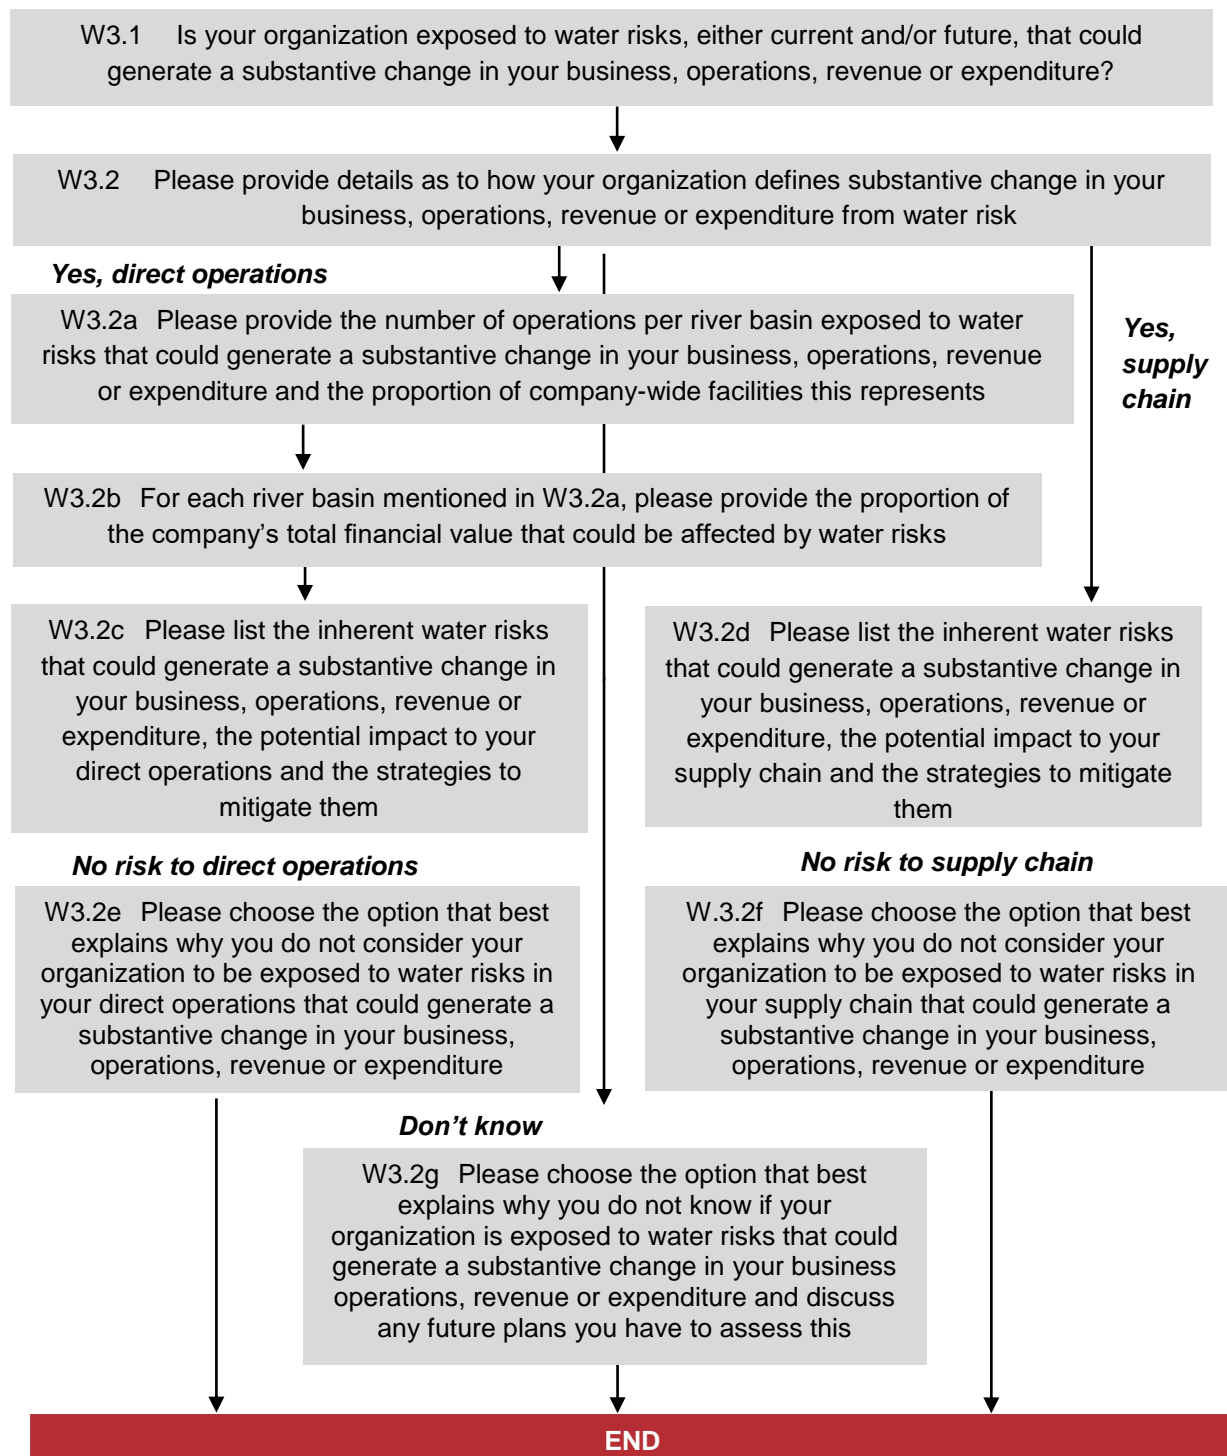 W3.1 Is your organization exposed to water risks, either current and/or future, that could
generate a substantive change in your business, operations, revenue or expenditure?
W3.2 Please provide details as to how your organization defines substantive change in your
business, operations, revenue or expenditure from water risk
Yes, direct operations
W3.2a Please provide the number of operations per river basin exposed to water
risks that could generate a substantive change in your business, operations, revenue
or expenditure and the proportion of company-wide facilities this represents
Yes,
supply
chain
W3.2b For each river basin mentioned in W3.2a, please provide the proportion of
the company’s total financial value that could be affected by water risks
W3.2c Please list the inherent water risks
that could generate a substantive change in
your business, operations, revenue or
expenditure, the potential impact to your
direct operations and the strategies to
mitigate them
W3.2d Please list the inherent water risks
that could generate a substantive change in
your business, operations, revenue or
expenditure, the potential impact to your
supply chain and the strategies to mitigate
them
No risk to direct operations
W3.2e Please choose the option that best
explains why you do not consider your
organization to be exposed to water risks in
your direct operations that could generate a
substantive change in your business,
operations, revenue or expenditure
No risk to supply chain
W.3.2f Please choose the option that best
explains why you do not consider your
organization to be exposed to water risks in
your supply chain that could generate a
substantive change in your business,
operations, revenue or expenditure
Don’t know
W3.2g Please choose the option that best
explains why you do not know if your
organization is exposed to water risks that could
generate a substantive change in your business
operations, revenue or expenditure and discuss
any future plans you have to assess this
END